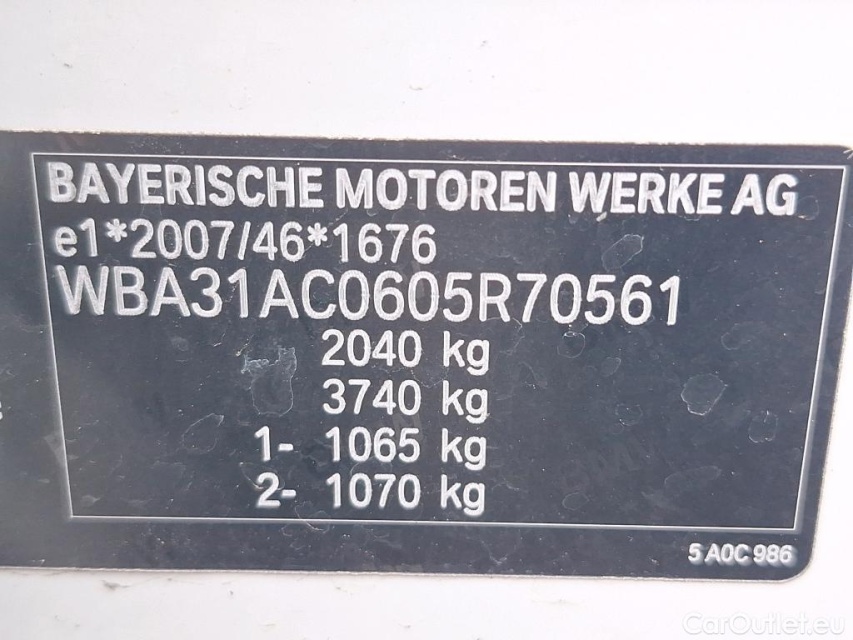 BAYERISCHE MOTOREN WERKE AG
e1*2007/46*1676
WBA31AC0605R70561
2040 kg
3740 kg
1- 1065 kg
2- 1070 kg
5 A0C 986
CarOutlet.eu